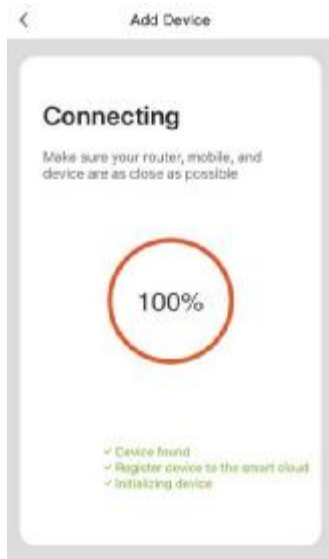 Add Device
Connecting
Make sure your router, mobile, and
device are as close as possible
100%
✓ Device found
✓ Register device to the smart cloud
✓ Initializing device